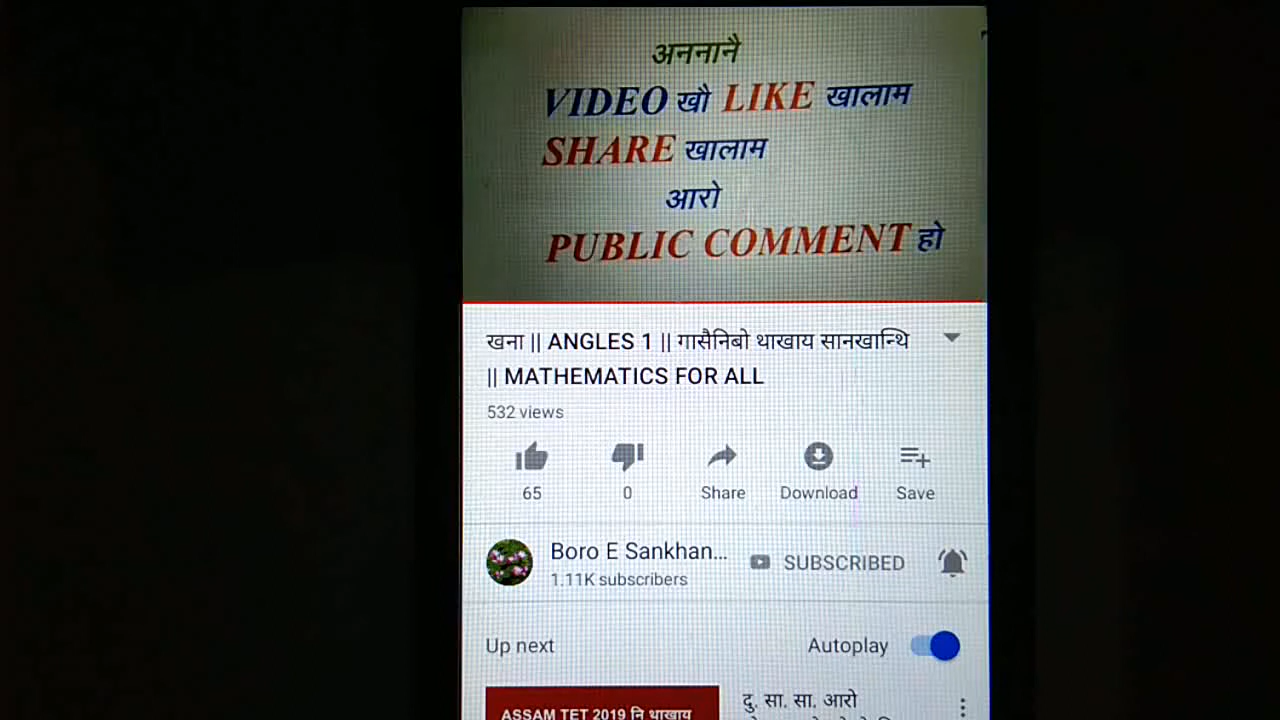 अननानै
VIDEO खौ LIKE खालाम
SHARE खालाम
आरो
PUBLIC COMMENT हो
खना || ANGLES 1 || गासैनिबो थाखाय सानखान्थि
|| MATHEMATICS FOR ALL
532 views
65
0
Share
Download
Save
Boro E Sankhan...
SUBSCRIBED
1.11K subscribers
Up next
Autoplay
ASSAM TET 2019 नि थाखाय
दु. सा. सा. आरो